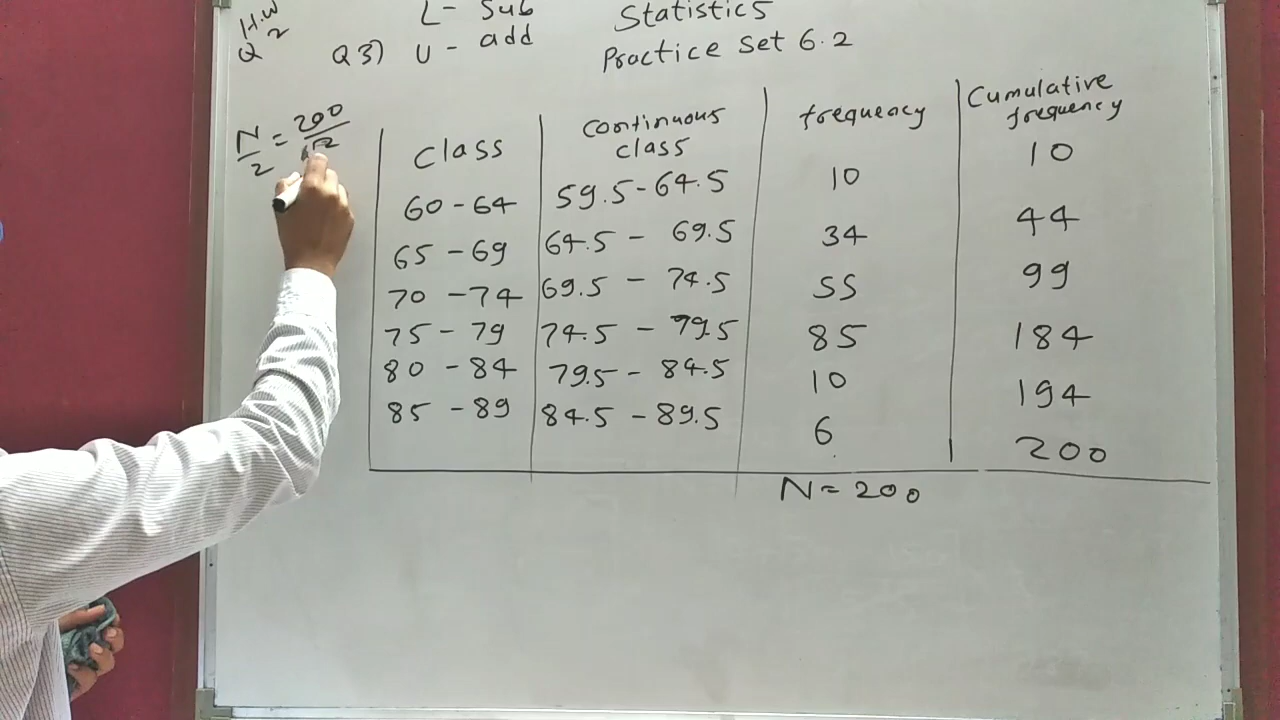 H.W
Q 2
L - Sub
Q 3) U - add
Statistics
Practice Set 6.2
N/2 = 200/2
class | continuous class | frequency | Cumulative frequency
60 - 64 | 59.5 - 64.5 | 10 | 10
65 - 69 | 64.5 - 69.5 | 34 | 44
70 - 74 | 69.5 - 74.5 | 55 | 99
75 - 79 | 74.5 - 79.5 | 85 | 184
80 - 84 | 79.5 - 84.5 | 10 | 194
85 - 89 | 84.5 - 89.5 | 6 | 200
N = 200